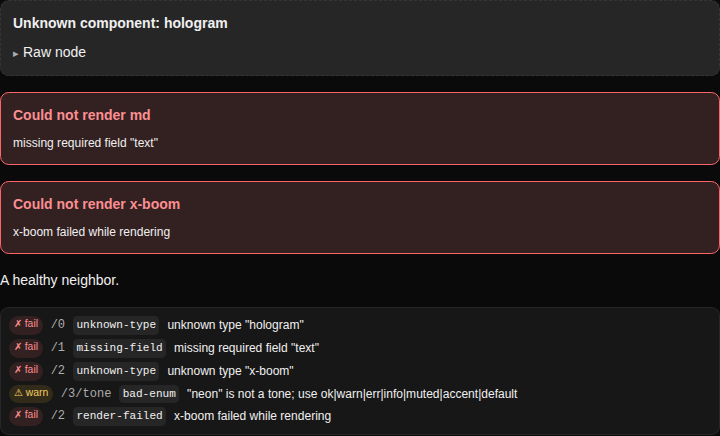 Unknown component: hologram
▸ Raw node
Could not render md
missing required field "text"
Could not render x-boom
x-boom failed while rendering
A healthy neighbor.
✗ fail /0 unknown-type unknown type "hologram"
✗ fail /1 missing-field missing required field "text"
✗ fail /2 unknown-type unknown type "x-boom"
⚠ warn /3/tone bad-enum "neon" is not a tone; use ok|warn|err|info|muted|accent|default
✗ fail /2 render-failed x-boom failed while rendering